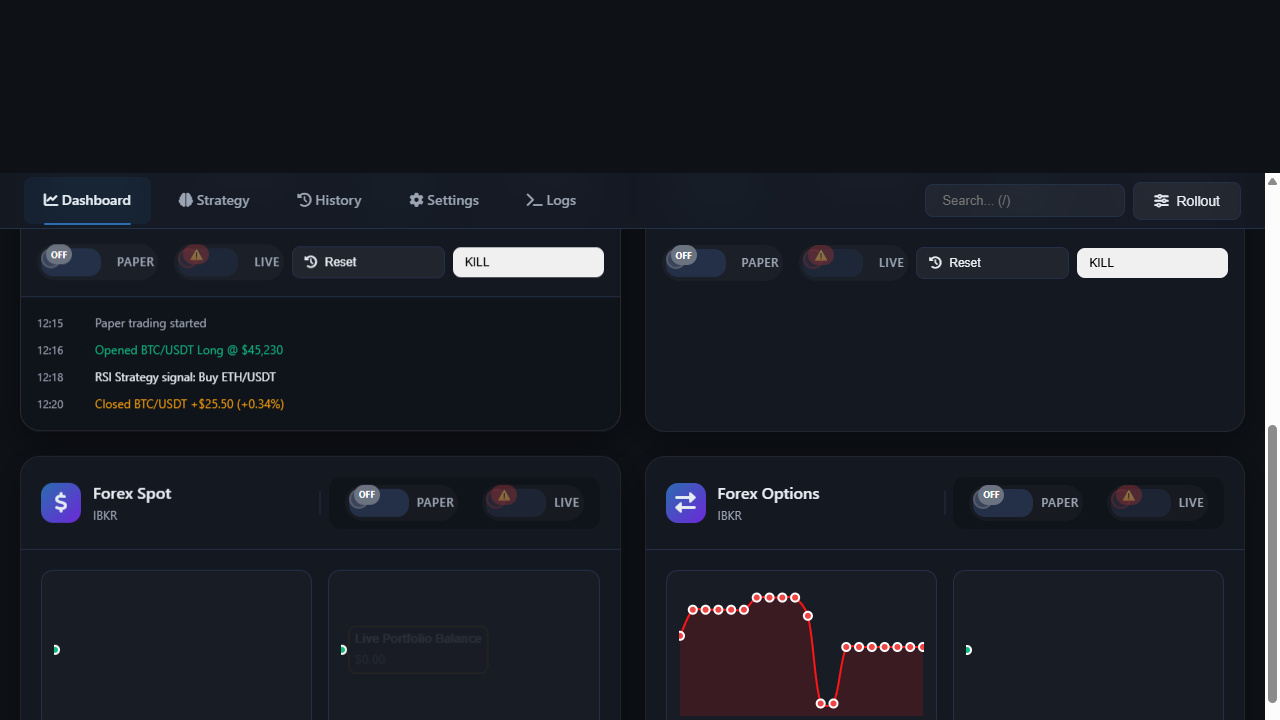 Dashboard Strategy History Settings Logs Search... (/) Rollout
OFF PAPER LIVE Reset KILL
OFF PAPER LIVE Reset KILL
12:15 Paper trading started
12:16 Opened BTC/USDT Long @ $45,230
12:18 RSI Strategy signal: Buy ETH/USDT
12:20 Closed BTC/USDT +$25.50 (+0.34%)
Forex Spot
IBKR
OFF PAPER LIVE
Forex Options
IBKR
OFF PAPER LIVE
Live Portfolio Balance
$0.00